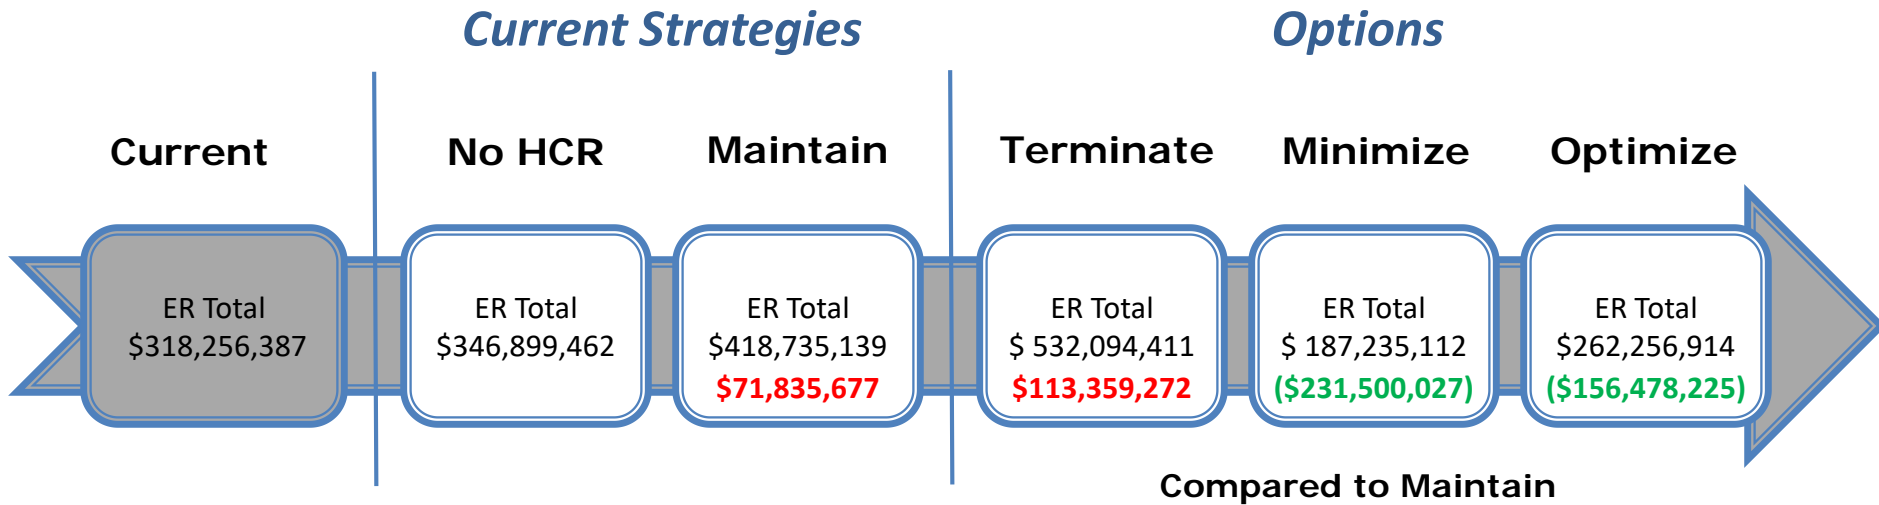 Current Strategies
Options
Current
No HCR
Maintain
Terminate
Minimize
Optimize
ER Total
$318,256,387
ER Total
$346,899,462
ER Total
$418,735,139
$71,835,677
ER Total
$ 532,094,411
$113,359,272
ER Total
$ 187,235,112
($231,500,027)
ER Total
$262,256,914
($156,478,225)
Compared to Maintain